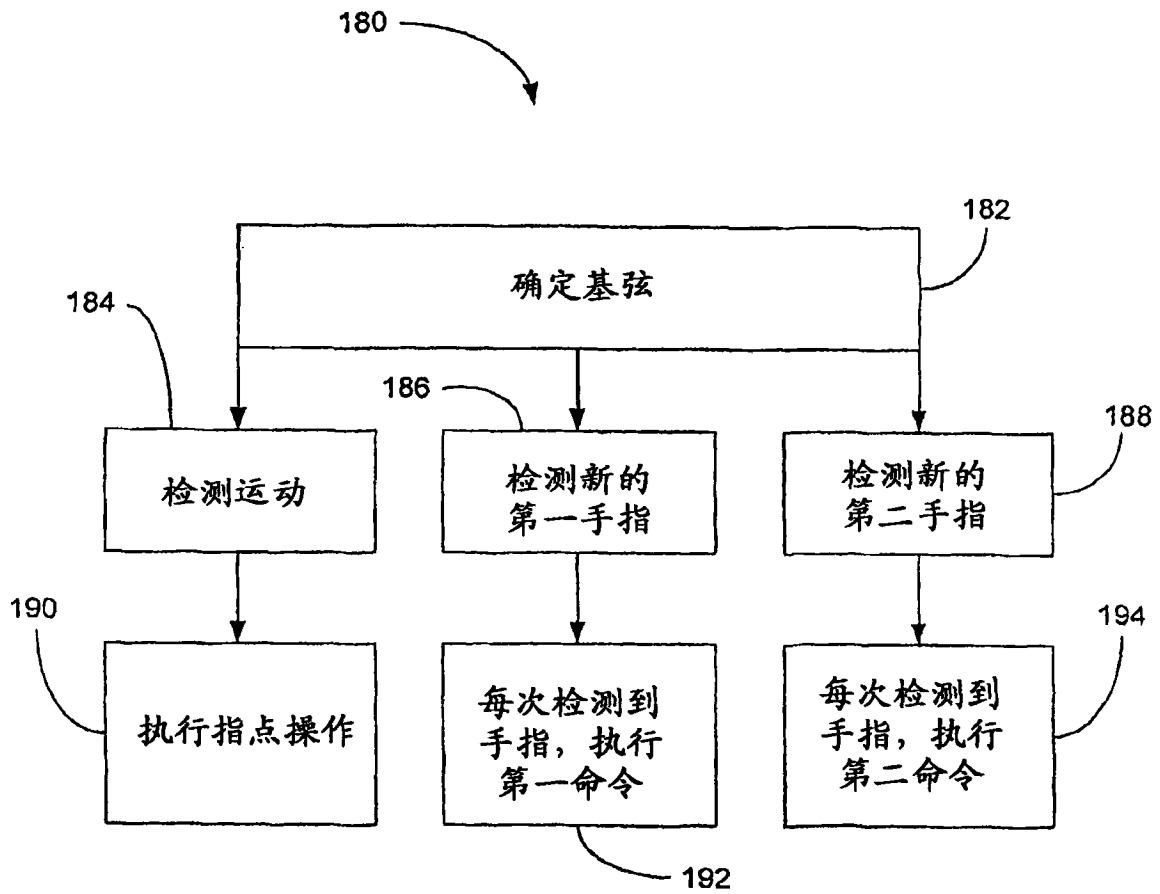 180
182
确定基弦
184
186
188
检测运动
检测新的
第一手指
检测新的
第二手指
190
194
执行指点操作
每次检测到
手指，执行
第一命令
每次检测到
手指，执行
第二命令
192